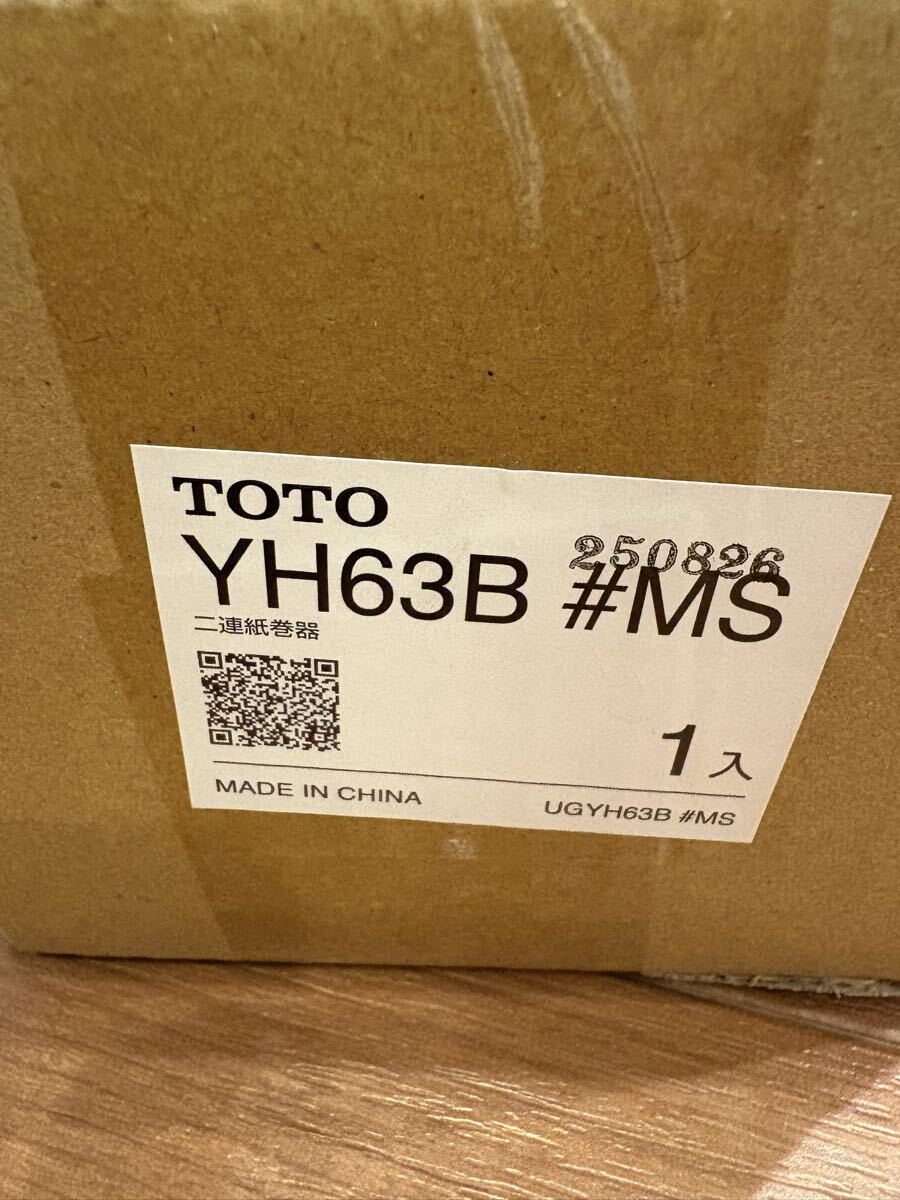 TOTO
250826
YH63B #MS
二連紙巻器
1入
MADE IN CHINA
UGYH63B #MS